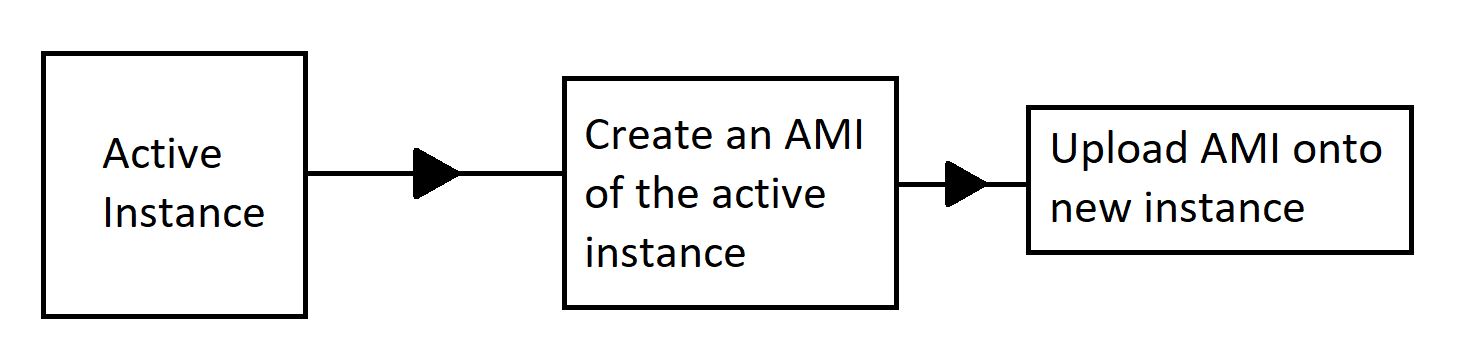 Active
Instance
Create an AMI
of the active
instance
Upload AMI onto
new instance